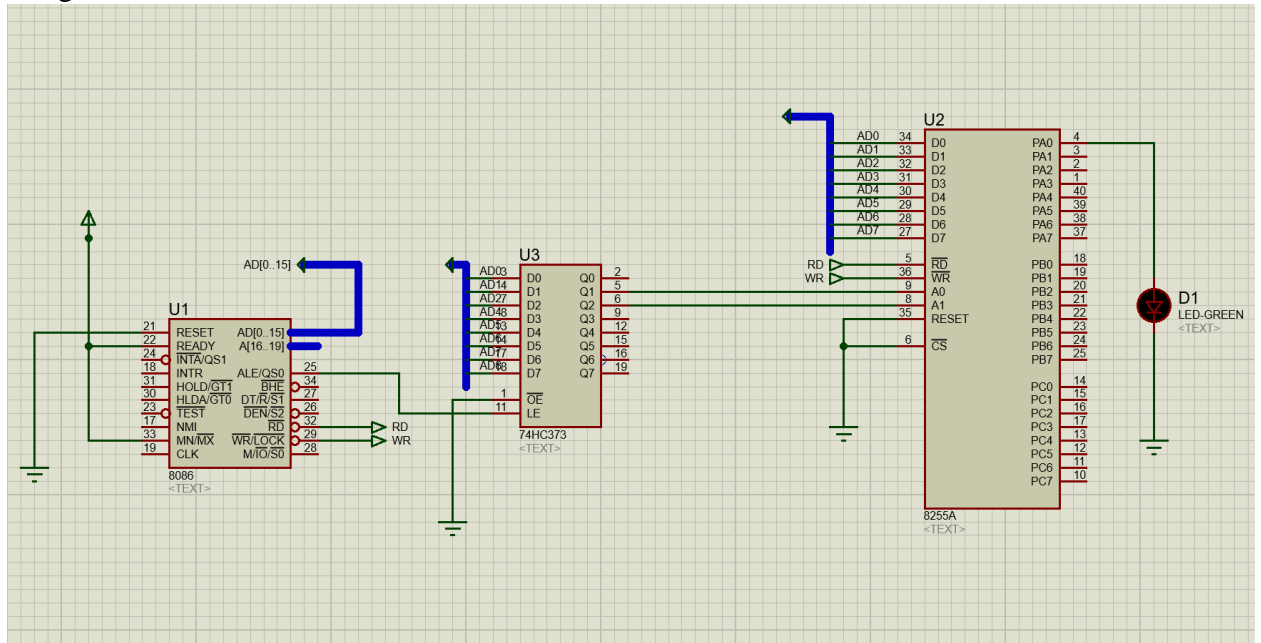 U1
21 RESET AD[0..15]
22 READY A[16..19]
24 INTA/QS1
18 INTR ALE/QS0 25
31 HOLD/GT1 BHE 34
30 HLDA/GT0 DT/R/S1 27
23 TEST DEN/S2 26
17 NMI RD 32 RD
33 MN/MX WR/LOCK 29 WR
19 CLK M/IO/S0 28
8086
<TEXT>
AD[0..15]
U3
AD0 3 D0 Q0 2
AD1 4 D1 Q1 5
AD2 7 D2 Q2 6
AD4 8 D3 Q3 9
AD5 13 D4 Q4 12
AD6 14 D5 Q5 15
AD7 17 D6 Q6 16
AD8 18 D7 Q7 19
1 OE
11 LE
74HC373
<TEXT>
U2
AD0 34 D0 PA0 4
AD1 33 D1 PA1 3
AD2 32 D2 PA2 2
AD3 31 D3 PA3 1
AD4 30 D4 PA4 40
AD5 29 D5 PA5 39
AD6 28 D6 PA6 38
AD7 27 D7 PA7 37
RD 5 RD PB0 18
WR 36 WR PB1 19
9 A0 PB2 20
8 A1 PB3 21
35 RESET PB4 22
PB5 23
6 CS PB6 24
PB7 25
PC0 14
PC1 15
PC2 16
PC3 17
PC4 13
PC5 12
PC6 11
PC7 10
8255A
<TEXT>
D1
LED-GREEN
<TEXT>